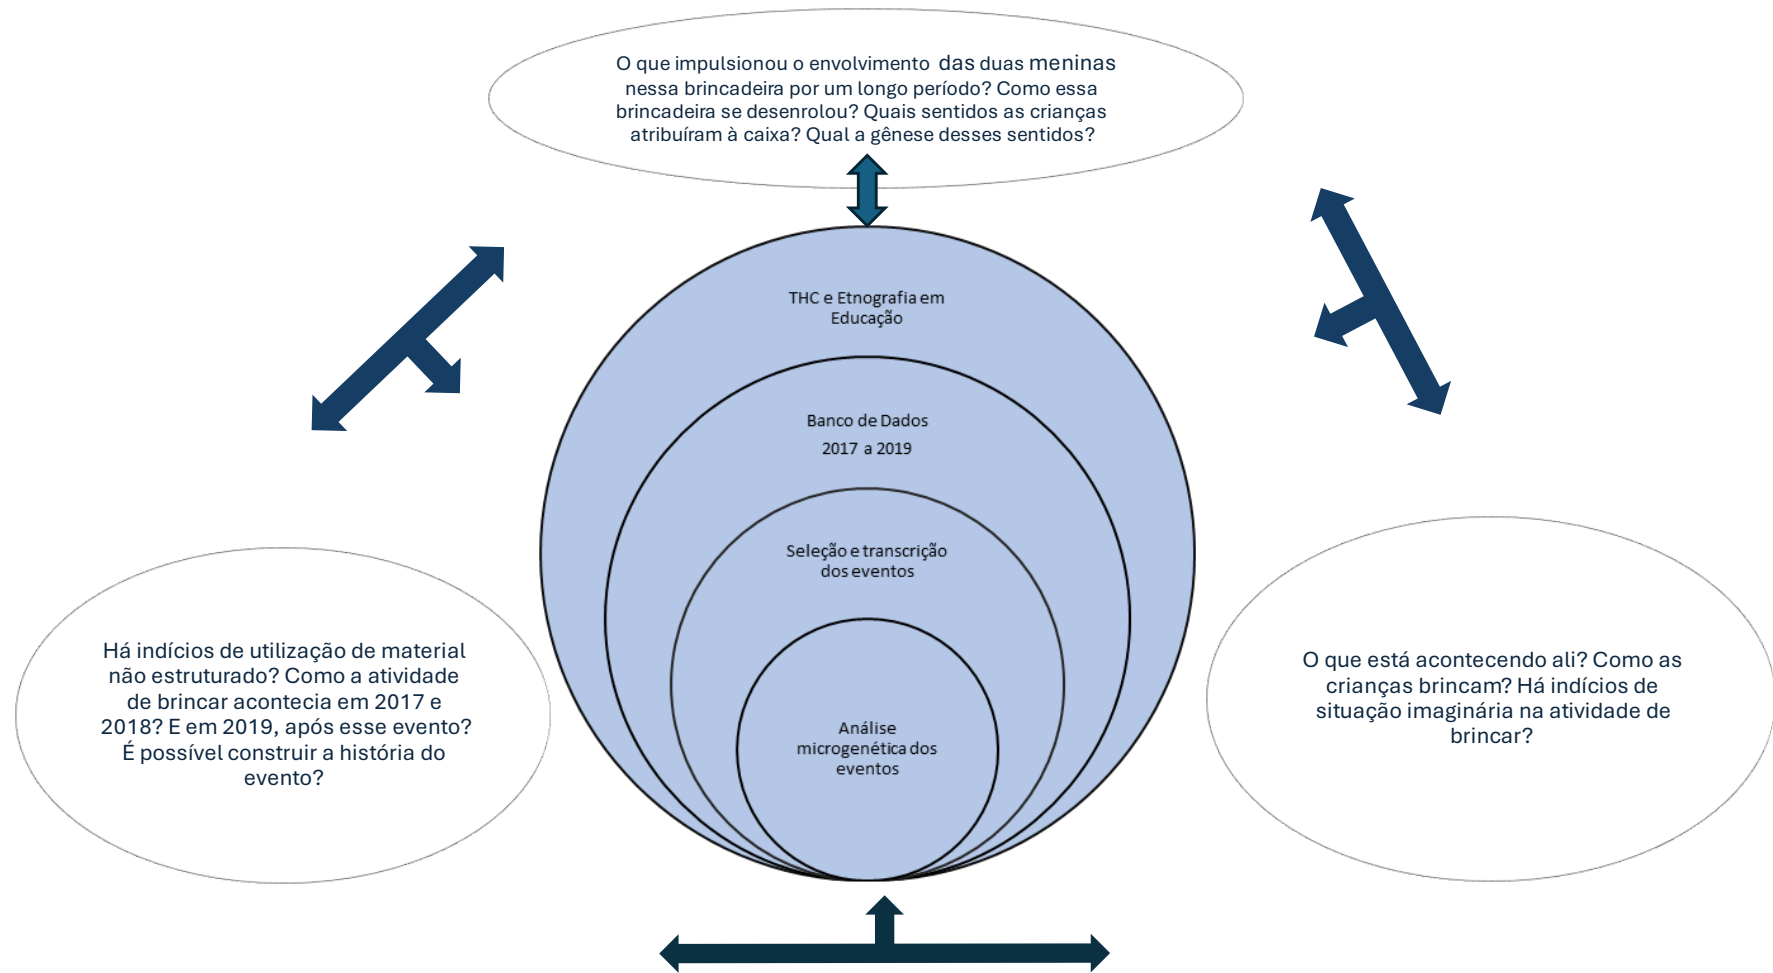 O que impulsionou o envolvimento das duas meninas
nessa brincadeira por um longo período? Como essa
brincadeira se desenrolou? Quais sentidos as crianças
atribuíram à caixa? Qual a gênese desses sentidos?
THC e Etnografia em
Educação
Banco de Dados
2017 a 2019
Seleção e transcrição
dos eventos
Análise
microgenética dos
eventos
Há indícios de utilização de material
não estruturado? Como a atividade
de brincar acontecia em 2017 e
2018? E em 2019, após esse evento?
É possível construir a história do
evento?
O que está acontecendo ali? Como as
crianças brincam? Há indícios de
situação imaginária na atividade de
brincar?